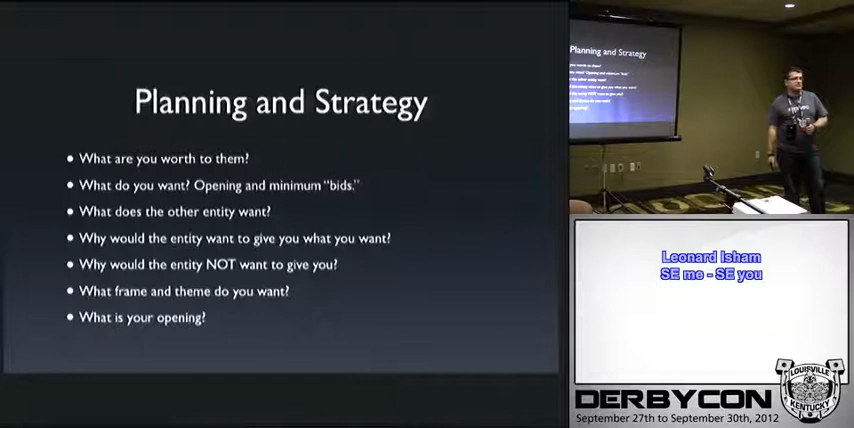 Planning and Strategy
• What are you worth to them?
• What do you want? Opening and minimum "bids."
• What does the other entity want?
• Why would the entity want to give you what you want?
• Why would the entity NOT want to give you?
• What frame and theme do you want?
• What is your opening?
Planning and Strategy
Leonard Isham
SE me - SE you
LOUISVILLE
KENTUCKY
DERBYCON
September 27th to September 30th, 2012